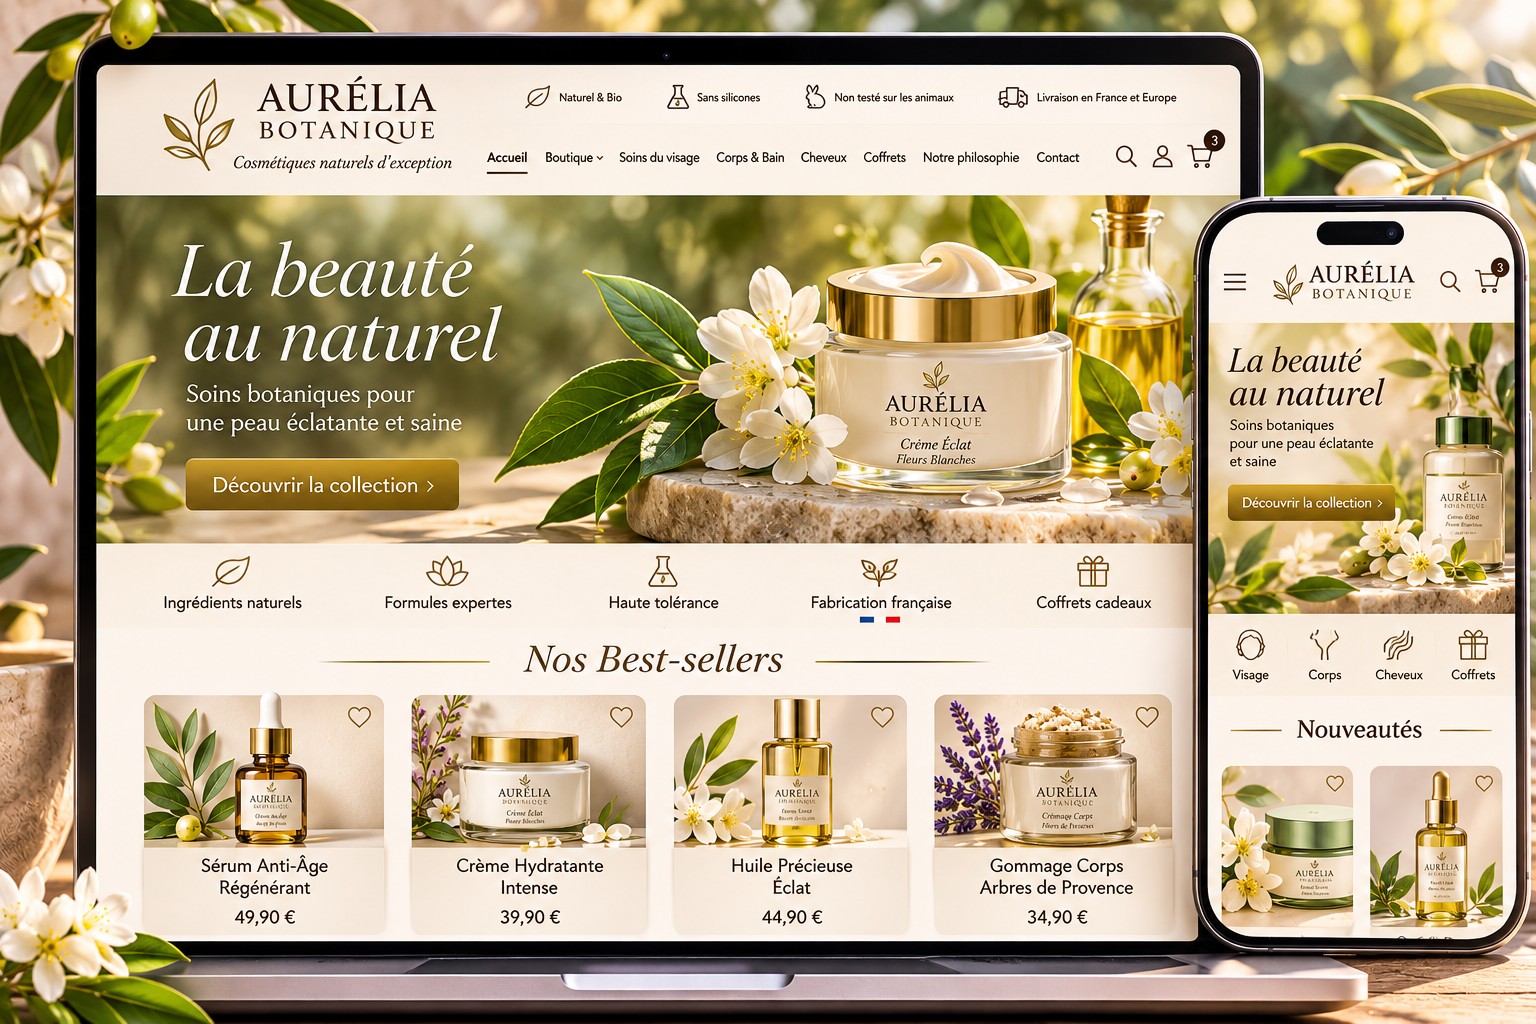 AURÉLIA
BOTANIQUE
Cosmétiques naturels d'exception
Naturel & Bio
Sans silicones
Non testé sur les animaux
Livraison en France et Europe
Accueil
Boutique
Soins du visage
Corps & Bain
Cheveux
Coffrets
Notre philosophie
Contact
3
La beauté
au naturel
Soins botaniques pour
une peau éclatante et saine
Découvrir la collection
AURÉLIA
BOTANIQUE
Crème Éclat
Fleurs Blanches
Ingrédients naturels
Formules expertes
Haute tolérance
Fabrication française
Coffrets cadeaux
Nos Best-sellers
AURÉLIA
Sérum Anti-Âge
Régénérant
49,90 €
AURÉLIA
BOTANIQUE
Crème Éclat
Crème Hydratante
Intense
39,90 €
AURÉLIA
Huile Précieuse
Éclat
44,90 €
AURÉLIA
BOTANIQUE
Gommage Corps
Arbres de Provence
34,90 €
AURÉLIA
BOTANIQUE
3
La beauté
au naturel
Soins botaniques
pour une peau éclatante
et saine
Découvrir la collection
AURÉLIA
Visage
Corps
Cheveux
Coffrets
Nouveautés
AURÉLIA
AURÉLIA